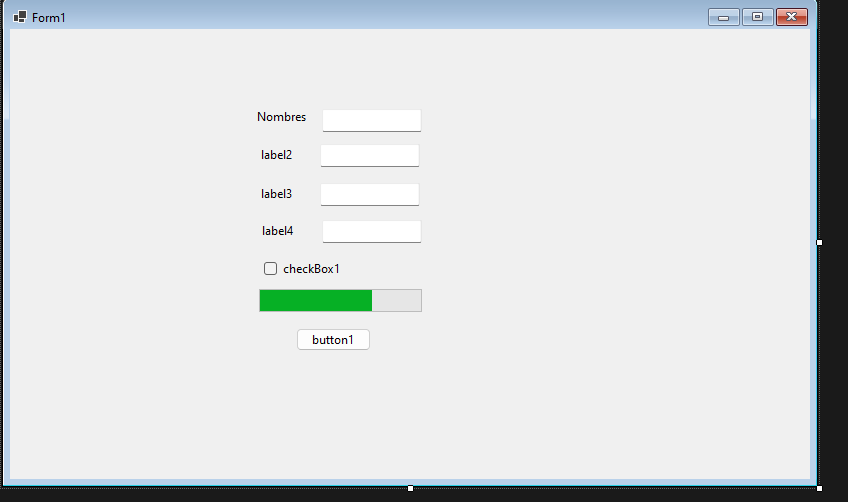 Form1
Nombres
label2
label3
label4
checkBox1
button1